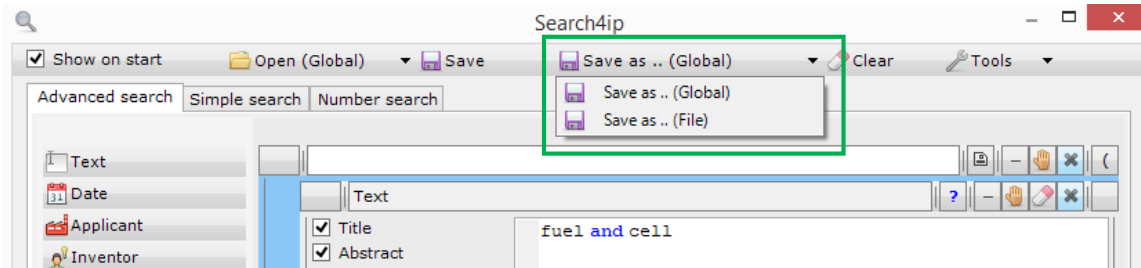 Search4ip
Show on start Open (Global) Save Save as .. (Global) Clear Tools
Save as .. (Global)
Save as .. (File)
Advanced search Simple search Number search
Text ( 
Date Text ?
31
Applicant Title fuel and cell
Inventor Abstract